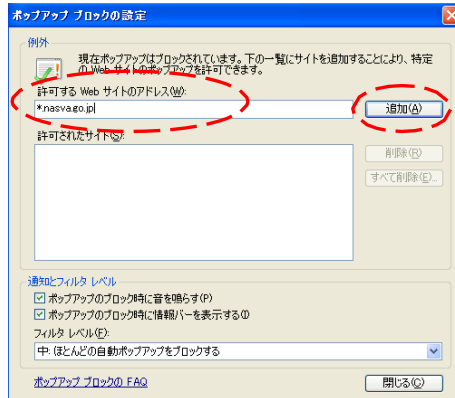 ポップアップ ブロックの設定
例外
現在ポップアップはブロックされています。下の一覧にサイトを追加することにより、特定
の Web サイトのポップアップを許可できます。
許可する Web サイトのアドレス(W):
*.nasva.go.jp
追加(A)
許可されたサイト(S):
削除(R)
すべて削除(E)...
通知とフィルタ レベル
ポップアップのブロック時に音を鳴らす(P)
ポップアップのブロック時に情報バーを表示する(I)
フィルタ レベル(F):
中: ほとんどの自動ポップアップをブロックする
ポップアップ ブロックの FAQ
閉じる(C)